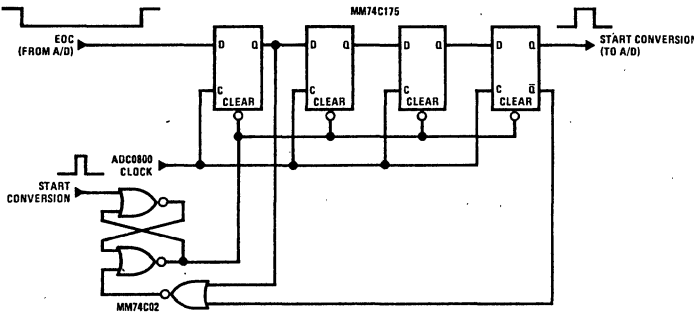 MM74C175
EOC
(FROM A/D)
D Q
D Q
D Q
D Q
START CONVERSION
(TO A/D)
C
C
C
C Q̅
CLEAR
CLEAR
CLEAR
CLEAR
ADC0800
CLOCK
START
CONVERSION
MM74C02